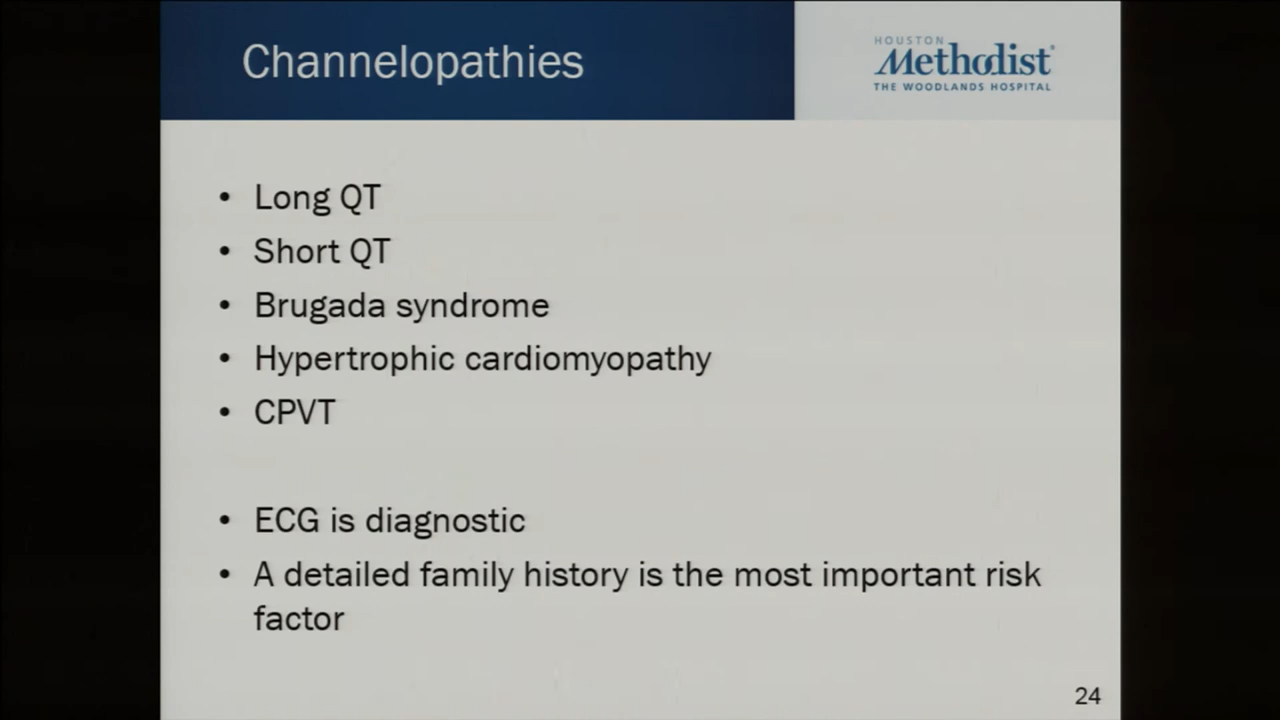 Channelopathies
HOUSTON
Methodist
THE WOODLANDS HOSPITAL
• Long QT
• Short QT
• Brugada syndrome
• Hypertrophic cardiomyopathy
• CPVT
• ECG is diagnostic
• A detailed family history is the most important risk
factor
24